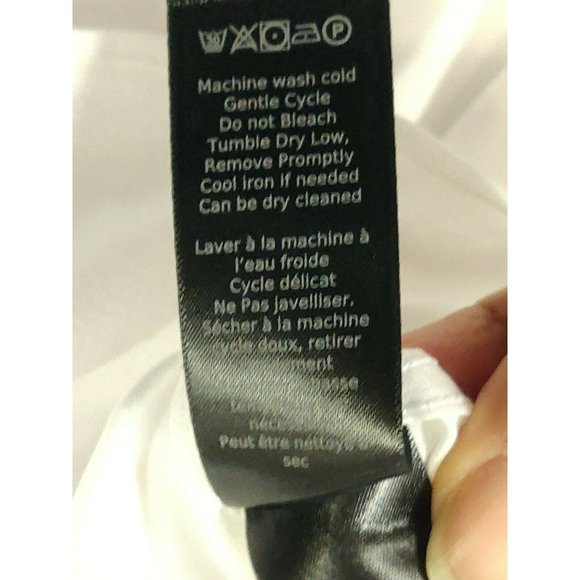 30 P
Machine wash cold
Gentle Cycle
Do not Bleach
Tumble Dry Low,
Remove Promptly
Cool iron if needed
Can be dry cleaned
Laver à la machine à
l'eau froide
Cycle délicat
Ne Pas javelliser,
Sécher à la machine
cycle doux, retirer
Peut être nettoyé à
sec